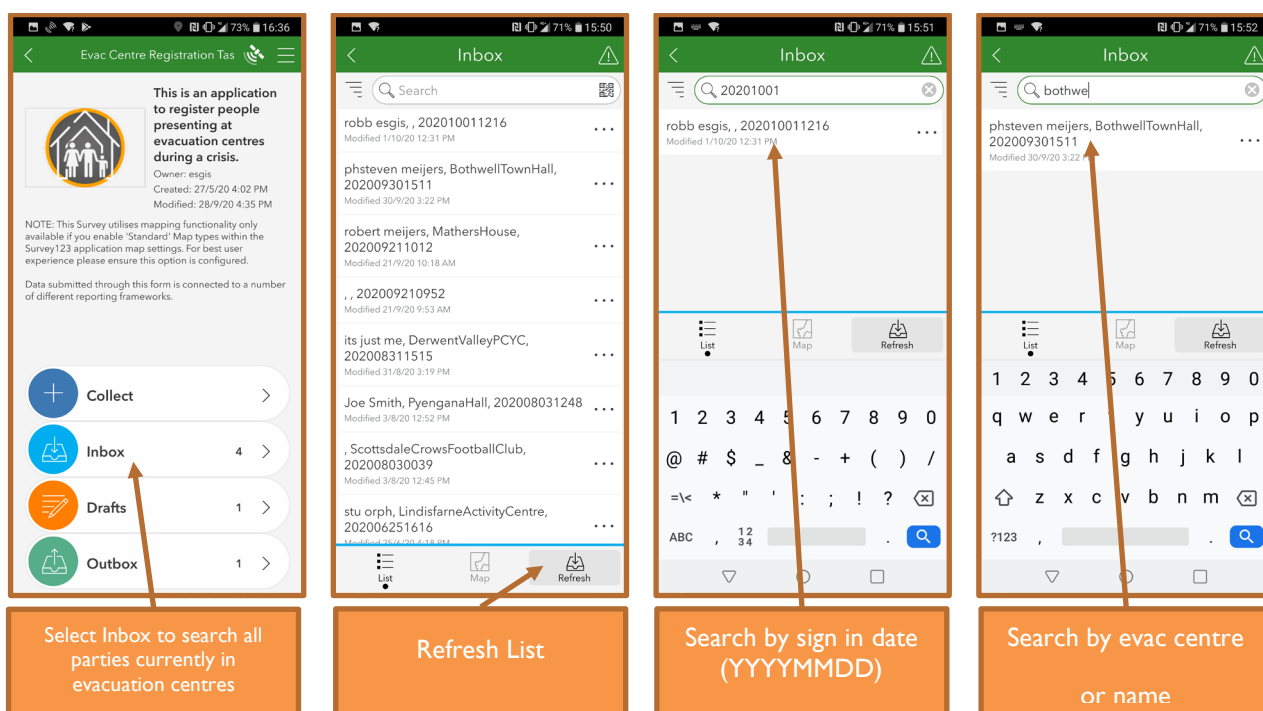 73% 16:36
Evac Centre Registration Tas
This is an application
to register people
presenting at
evacuation centres
during a crisis.
Owner: esgis
Created: 27/5/20 4:02 PM
Modified: 28/9/20 4:35 PM
NOTE: This Survey utilises mapping functionality only
available if you enable 'Standard' Map types within the
Survey123 application map settings. For best user
experience please ensure this option is configured.
Data submitted through this form is connected to a number
of different reporting frameworks.
Collect
Inbox 4
Drafts 1
Outbox 1
Select Inbox to search all
parties currently in
evacuation centres
71% 15:50
Inbox
Search
robb esgis, , 202010011216
Modified 1/10/20 12:31 PM
phsteven meijers, BothwellTownHall,
202009301511
Modified 30/9/20 3:22 PM
robert meijers, MathersHouse,
202009211012
Modified 21/9/20 10:18 AM
, , 202009210952
Modified 21/9/20 9:53 AM
its just me, DerwentValleyPCYC,
202008311515
Modified 31/8/20 3:19 PM
Joe Smith, PyenganaHall, 202008031248
Modified 3/8/20 12:52 PM
, ScottsdaleCrowsFootballClub,
202008030039
Modified 3/8/20 12:45 PM
stu orph, LindisfarneActivityCentre,
202006251616
Modified 25/6/20 4:18 PM
List Map Refresh
Refresh List
71% 15:51
Inbox
20201001
robb esgis, , 202010011216
Modified 1/10/20 12:31 PM
List Map Refresh
1 2 3 4 5 6 7 8 9 0
@ # $ _ & - + ( ) /
=\< * " ' : ; ! ?
ABC , 12 34 .
Search by sign in date
(YYYYMMDD)
71% 15:52
Inbox
bothwe
phsteven meijers, BothwellTownHall,
202009301511
Modified 30/9/20 3:22
List Map Refresh
1 2 3 4 5 6 7 8 9 0
q w e r y u i o p
a s d f g h j k l
z x c v b n m
?123 , .
Search by evac centre
or name